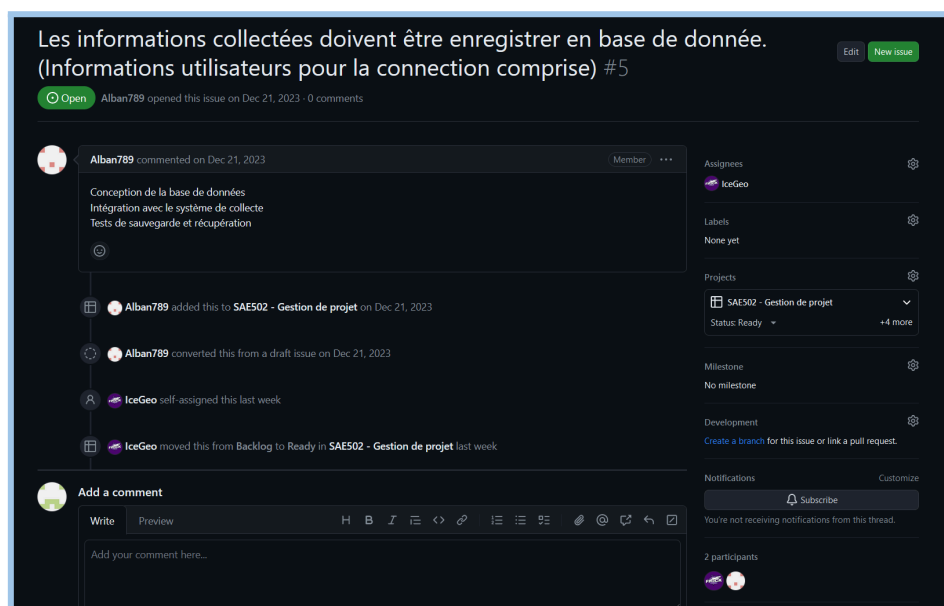 Les informations collectées doivent être enregistrer en base de donnée.
(Informations utilisateurs pour la connection comprise) #5
Edit
New issue
Open
Alban789 opened this issue on Dec 21, 2023 · 0 comments
Alban789 commented on Dec 21, 2023
Member
Conception de la base de données
Intégration avec le système de collecte
Tests de sauvegarde et récupération
Alban789 added this to SAE502 - Gestion de projet on Dec 21, 2023
Alban789 converted this from a draft issue on Dec 21, 2023
IceGeo self-assigned this last week
IceGeo moved this from Backlog to Ready in SAE502 - Gestion de projet last week
Add a comment
Write
Preview
Add your comment here...
Assignees
IceGeo
Labels
None yet
Projects
SAE502 - Gestion de projet
Status: Ready
+4 more
Milestone
No milestone
Development
Create a branch for this issue or link a pull request.
Notifications
Customize
Subscribe
You're not receiving notifications from this thread.
2 participants